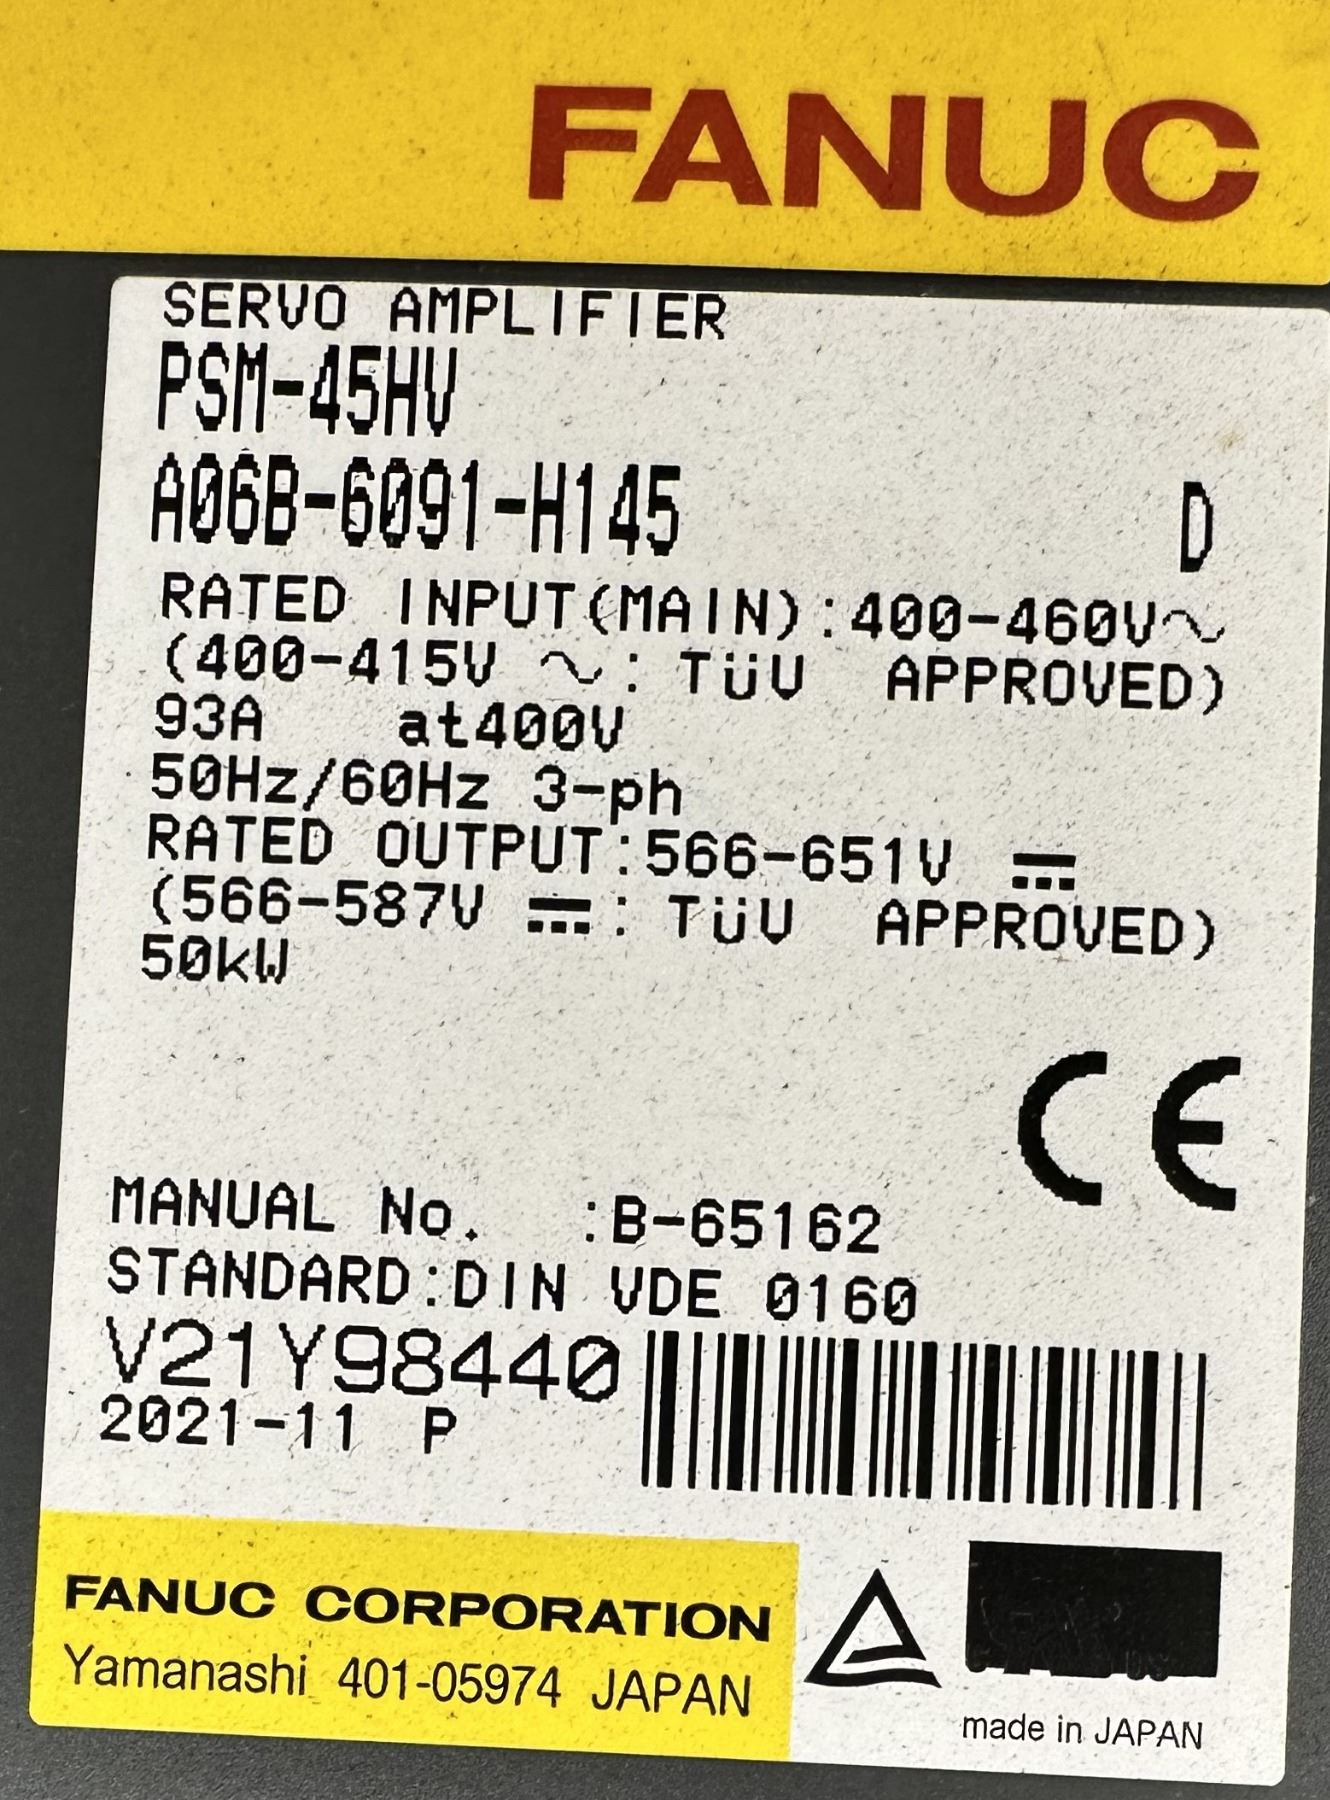 FANUC
SERVO AMPLIFIER
PSM-45HV
A06B-6091-H145 D
RATED INPUT(MAIN):400-460V～
(400-415V ～: TüV APPROVED)
93A at400V
50Hz/60Hz 3-ph
RATED OUTPUT:566-651V ⎓
(566-587V ⎓: TüV APPROVED)
50kW
CE
MANUAL No. :B-65162
STANDARD:DIN VDE 0160
V21Y98440
2021-11 P
FANUC CORPORATION
Yamanashi 401-05974 JAPAN
made in JAPAN